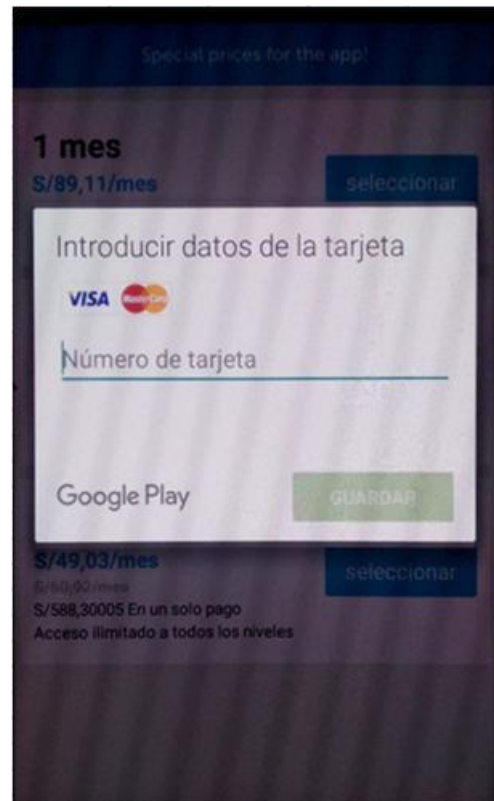 Special prices for the app!
1 mes
S/89,11/mes
seleccionar
Introducir datos de la tarjeta
VISA MasterCard
Número de tarjeta
Google Play
GUARDAR
S/49,03/mes
seleccionar
S/60,92/mes
S/588,30005 En un solo pago
Acceso ilimitado a todos los niveles